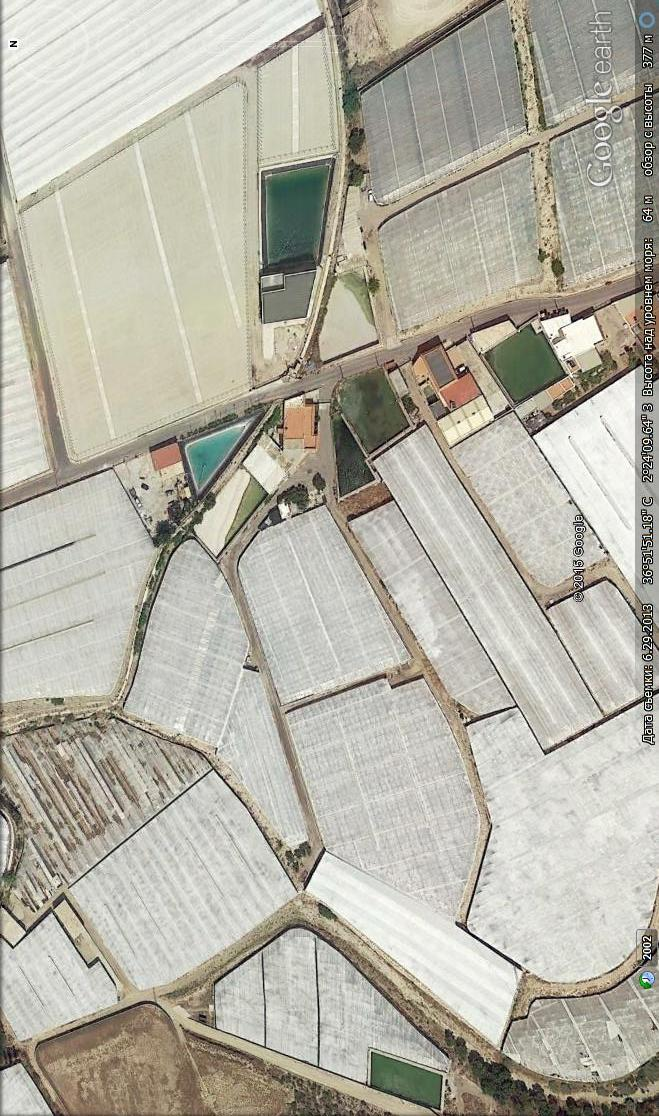 N
Google earth
© 2015 Google
2002
Дата съемки: 6.29.2013 36°51'51.18" С 2°24'09.64" З Высота над уровнем моря: 64 м обзор с высоты 377 м